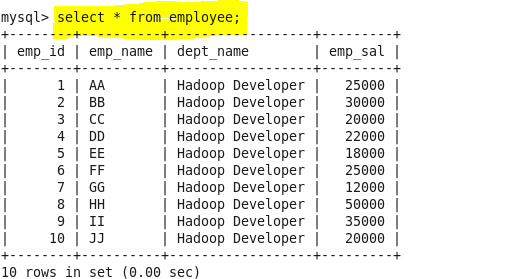 mysql> select * from employee;
+--------+----------+------------------+---------+
| emp_id | emp_name | dept_name        | emp_sal |
+--------+----------+------------------+---------+
|      1 | AA       | Hadoop Developer |   25000 |
|      2 | BB       | Hadoop Developer |   30000 |
|      3 | CC       | Hadoop Developer |   20000 |
|      4 | DD       | Hadoop Developer |   22000 |
|      5 | EE       | Hadoop Developer |   18000 |
|      6 | FF       | Hadoop Developer |   25000 |
|      7 | GG       | Hadoop Developer |   12000 |
|      8 | HH       | Hadoop Developer |   50000 |
|      9 | II       | Hadoop Developer |   35000 |
|     10 | JJ       | Hadoop Developer |   20000 |
+--------+----------+------------------+---------+
10 rows in set (0.00 sec)